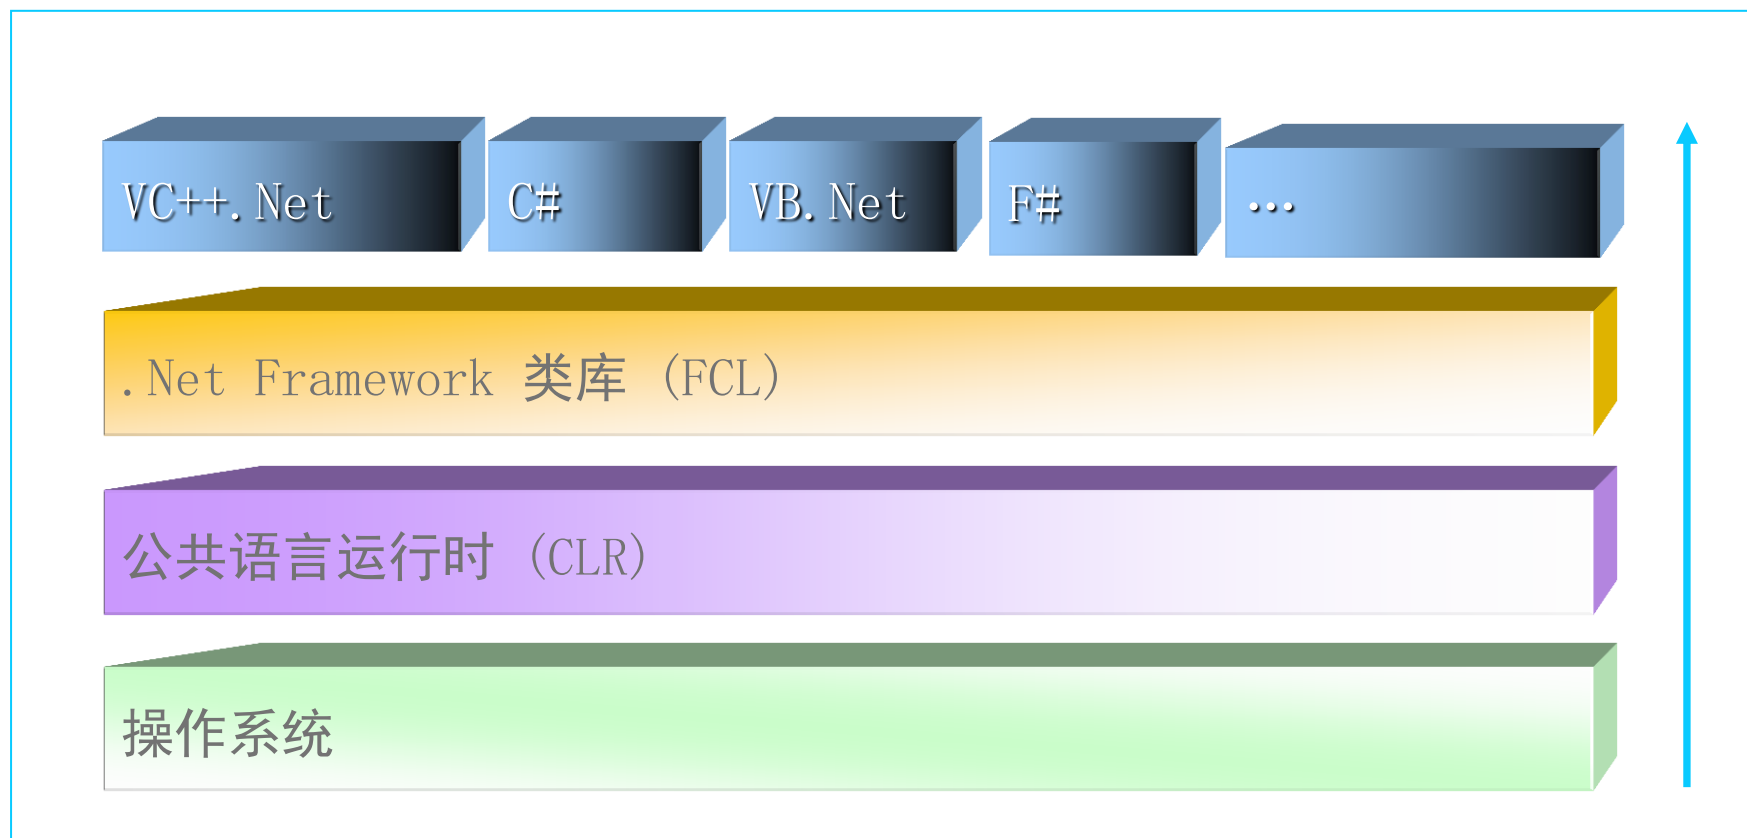 VC++.Net C# VB.Net F# ...
.Net Framework 类库 (FCL)
公共语言运行时 (CLR)
操作系统